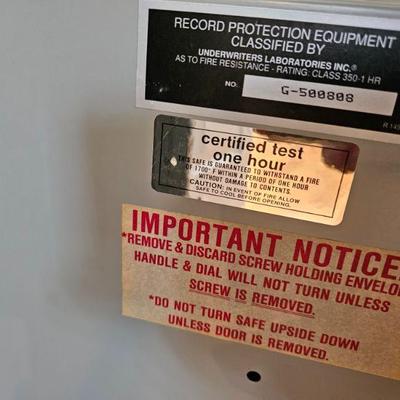 RECORD PROTECTION EQUIPMENT
CLASSIFIED BY
UNDERWRITERS LABORATORIES INC.®
AS TO FIRE RESISTANCE - RATING: CLASS 350-1 HR
NO. G-500808
certified test
one hour
THIS SAFE IS GUARANTEED TO WITHSTAND A FIRE
OF 1700° F WITHIN A PERIOD OF ONE HOUR
WITHOUT DAMAGE TO CONTENTS.
CAUTION: IN EVENT OF FIRE ALLOW
SAFE TO COOL BEFORE OPENING.
IMPORTANT NOTICE
*REMOVE & DISCARD SCREW HOLDING ENVELO
HANDLE & DIAL WILL NOT TURN UNLESS
SCREW IS REMOVED.
*DO NOT TURN SAFE UPSIDE DOWN
UNLESS DOOR IS REMOVED.